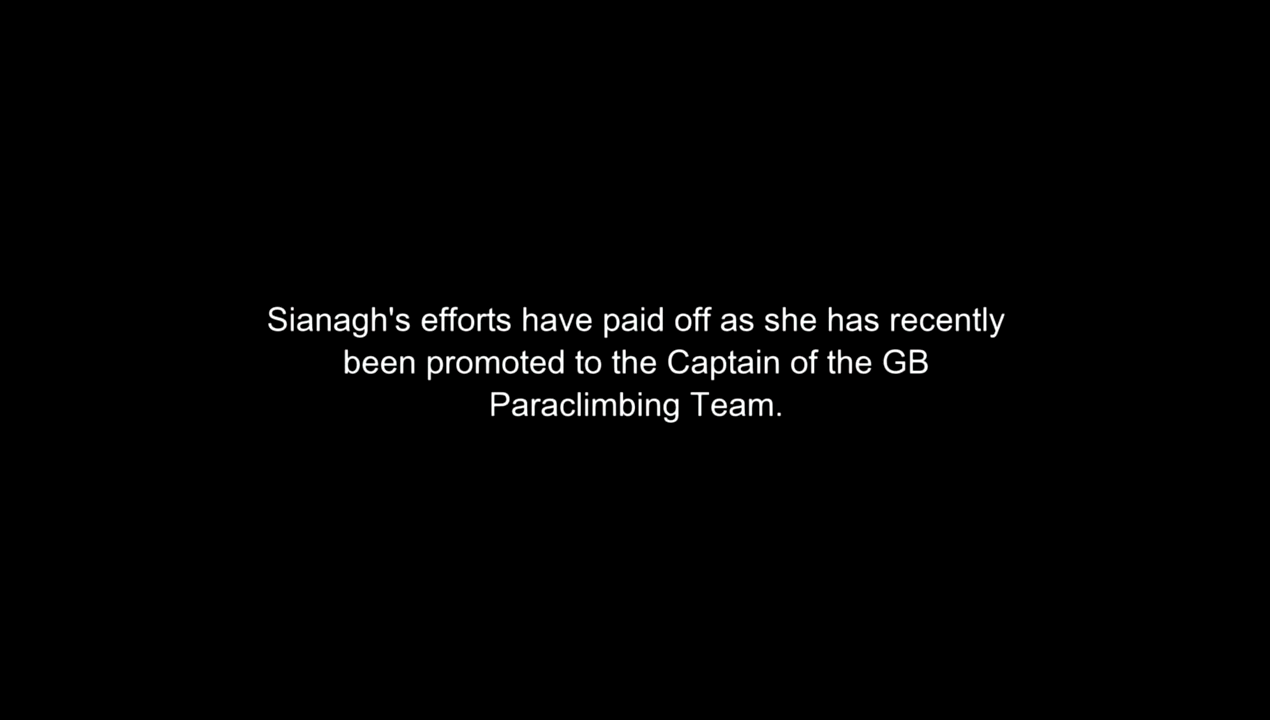 Sianagh's efforts have paid off as she has recently
been promoted to the Captain of the GB
Paraclimbing Team.